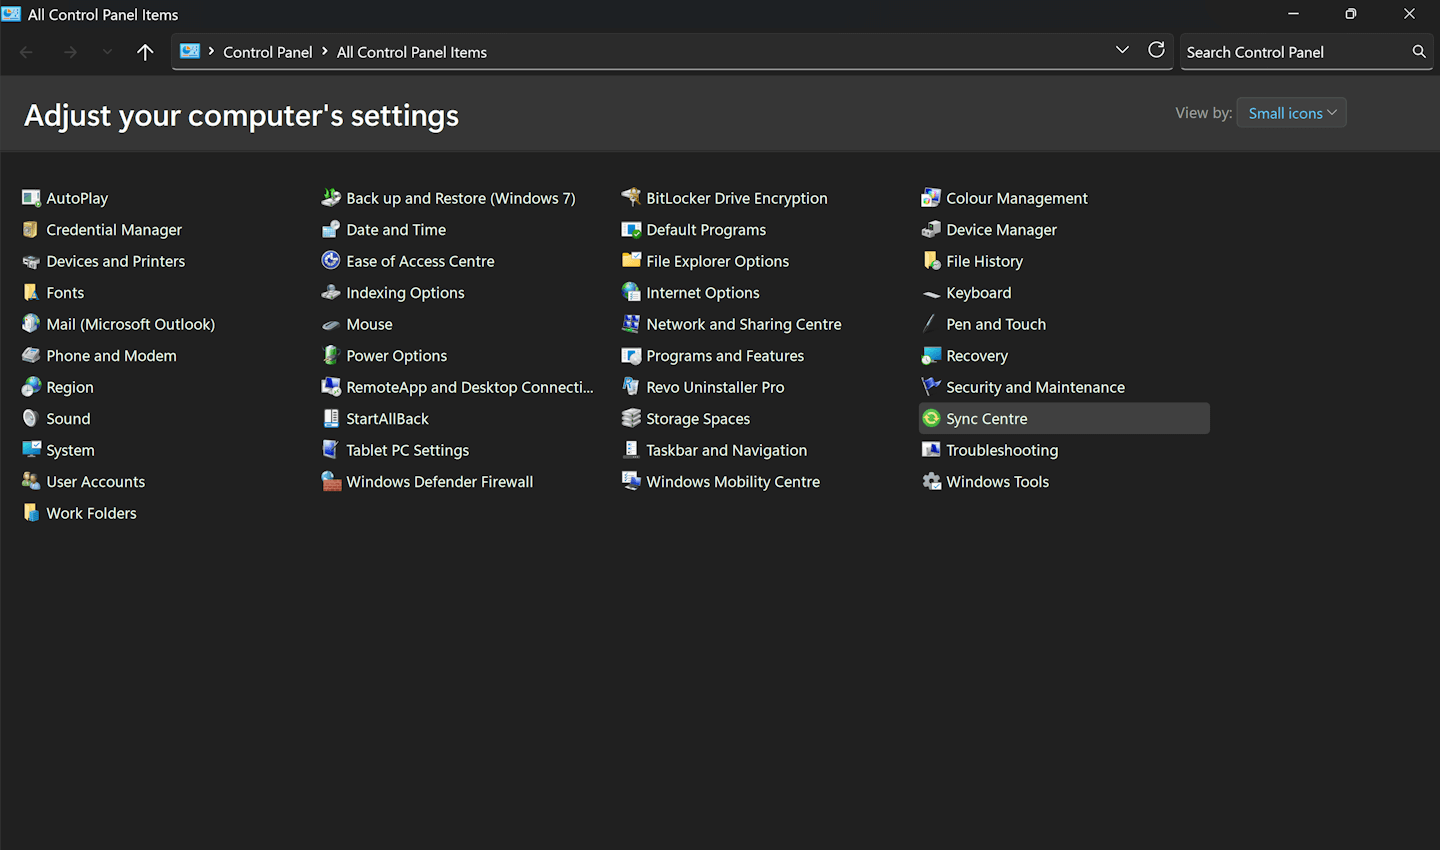 All Control Panel Items
Control Panel > All Control Panel Items
Search Control Panel
Adjust your computer's settings
View by: Small icons
AutoPlay
Back up and Restore (Windows 7)
BitLocker Drive Encryption
Colour Management
Credential Manager
Date and Time
Default Programs
Device Manager
Devices and Printers
Ease of Access Centre
File Explorer Options
File History
Fonts
Indexing Options
Internet Options
Keyboard
Mail (Microsoft Outlook)
Mouse
Network and Sharing Centre
Pen and Touch
Phone and Modem
Power Options
Programs and Features
Recovery
Region
RemoteApp and Desktop Connecti...
Revo Uninstaller Pro
Security and Maintenance
Sound
StartAllBack
Storage Spaces
Sync Centre
System
Tablet PC Settings
Taskbar and Navigation
Troubleshooting
User Accounts
Windows Defender Firewall
Windows Mobility Centre
Windows Tools
Work Folders